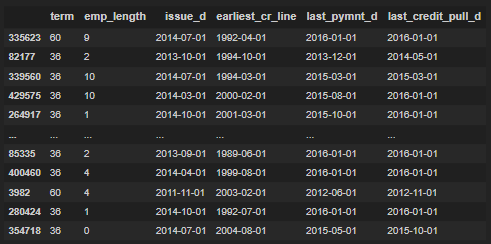 term emp_length issue_d earliest_cr_line last_pymnt_d last_credit_pull_d
335623 60 9 2014-07-01 1992-04-01 2016-01-01 2016-01-01
82177 36 2 2013-10-01 1994-10-01 2013-12-01 2014-05-01
339560 36 10 2014-07-01 1994-03-01 2015-03-01 2016-01-01
429575 36 10 2014-03-01 2000-02-01 2015-08-01 2016-01-01
264917 36 1 2014-10-01 2001-03-01 2015-10-01 2016-01-01
... ... ... ... ... ... ...
85335 36 2 2013-09-01 1989-06-01 2016-01-01 2016-01-01
400460 36 4 2014-04-01 1999-08-01 2016-01-01 2016-01-01
3982 60 4 2011-11-01 2003-02-01 2012-06-01 2012-11-01
280424 36 1 2014-10-01 1992-07-01 2016-01-01 2016-01-01
354718 36 0 2014-07-01 2004-08-01 2015-05-01 2015-10-01